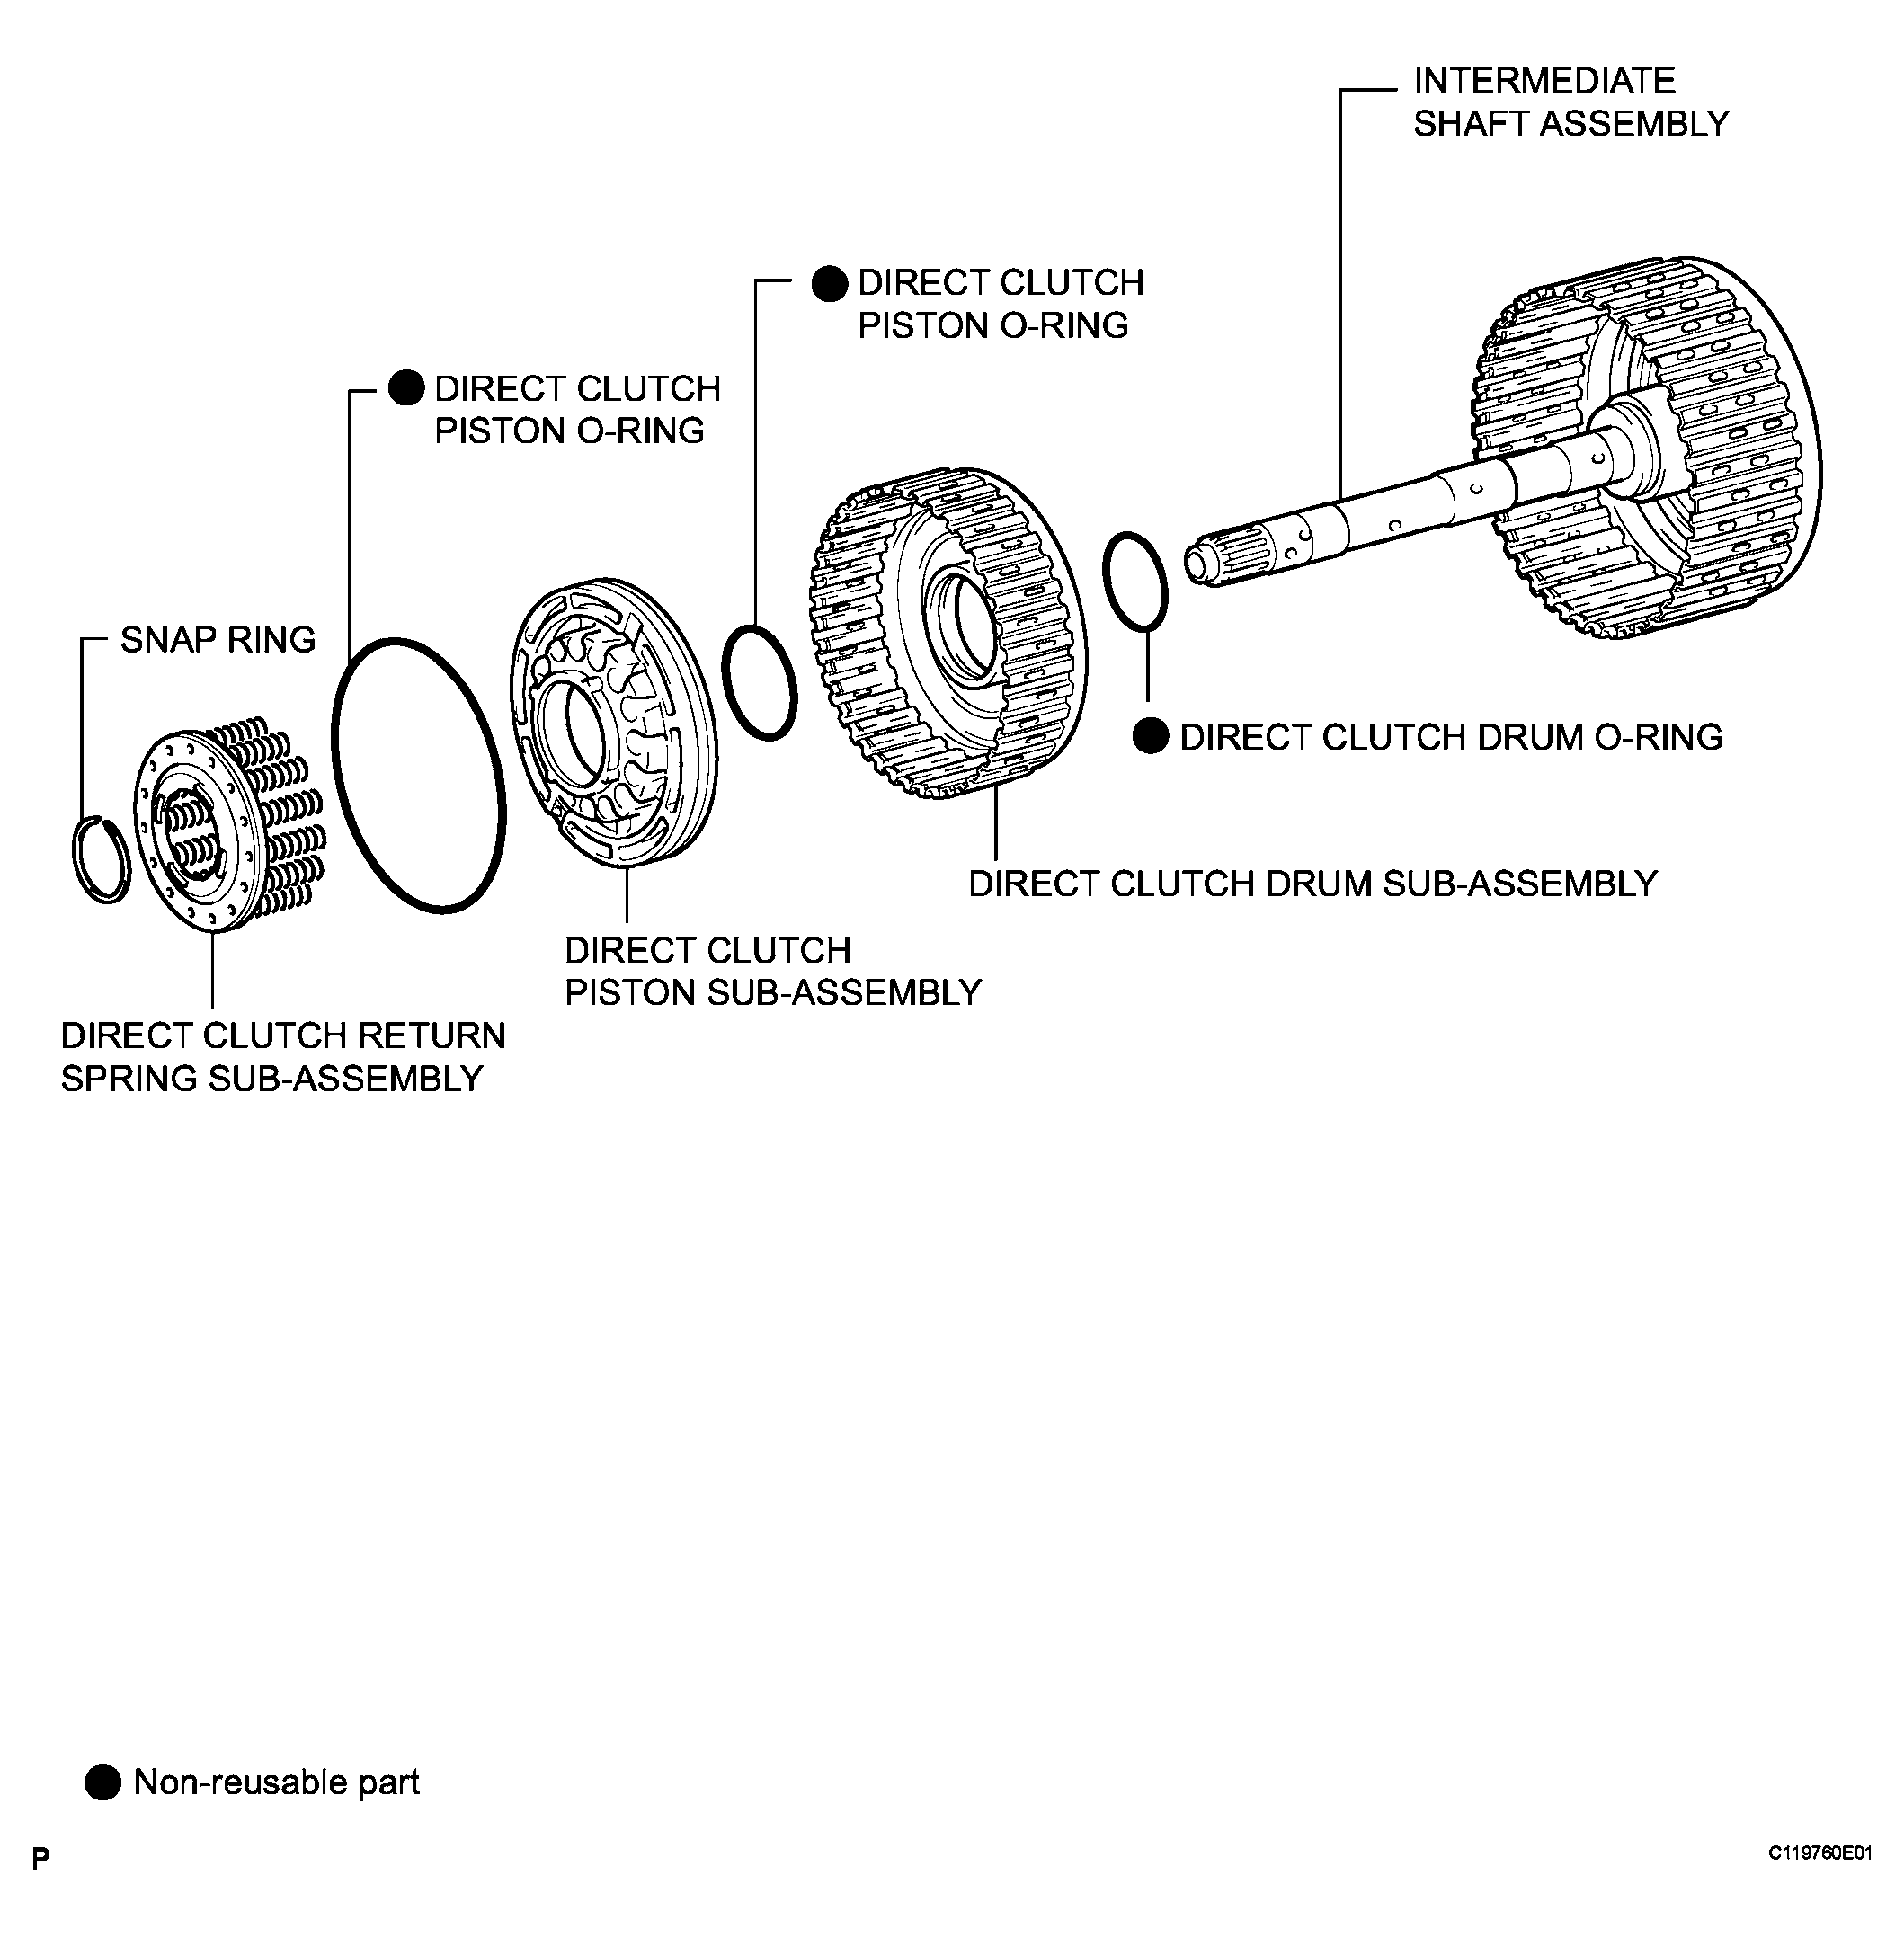 INTERMEDIATE
SHAFT ASSEMBLY
DIRECT CLUTCH
PISTON O-RING
DIRECT CLUTCH
PISTON O-RING
SNAP RING
DIRECT CLUTCH DRUM O-RING
DIRECT CLUTCH DRUM SUB-ASSEMBLY
DIRECT CLUTCH
PISTON SUB-ASSEMBLY
DIRECT CLUTCH RETURN
SPRING SUB-ASSEMBLY
Non-reusable part
P
C119760E01